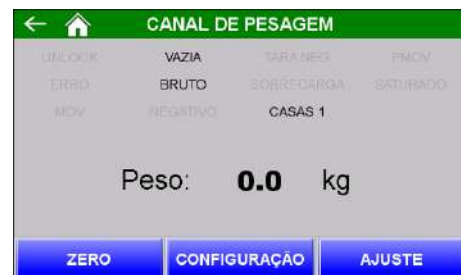 CANAL DE PESAGEM
UNLOCK VAZIA TARA NEG PMOV
ERRO BRUTO SOBRECARGA SATURADO
MOV NEGATIVO CASAS 1
Peso: 0.0 kg
ZERO CONFIGURAÇÃO AJUSTE